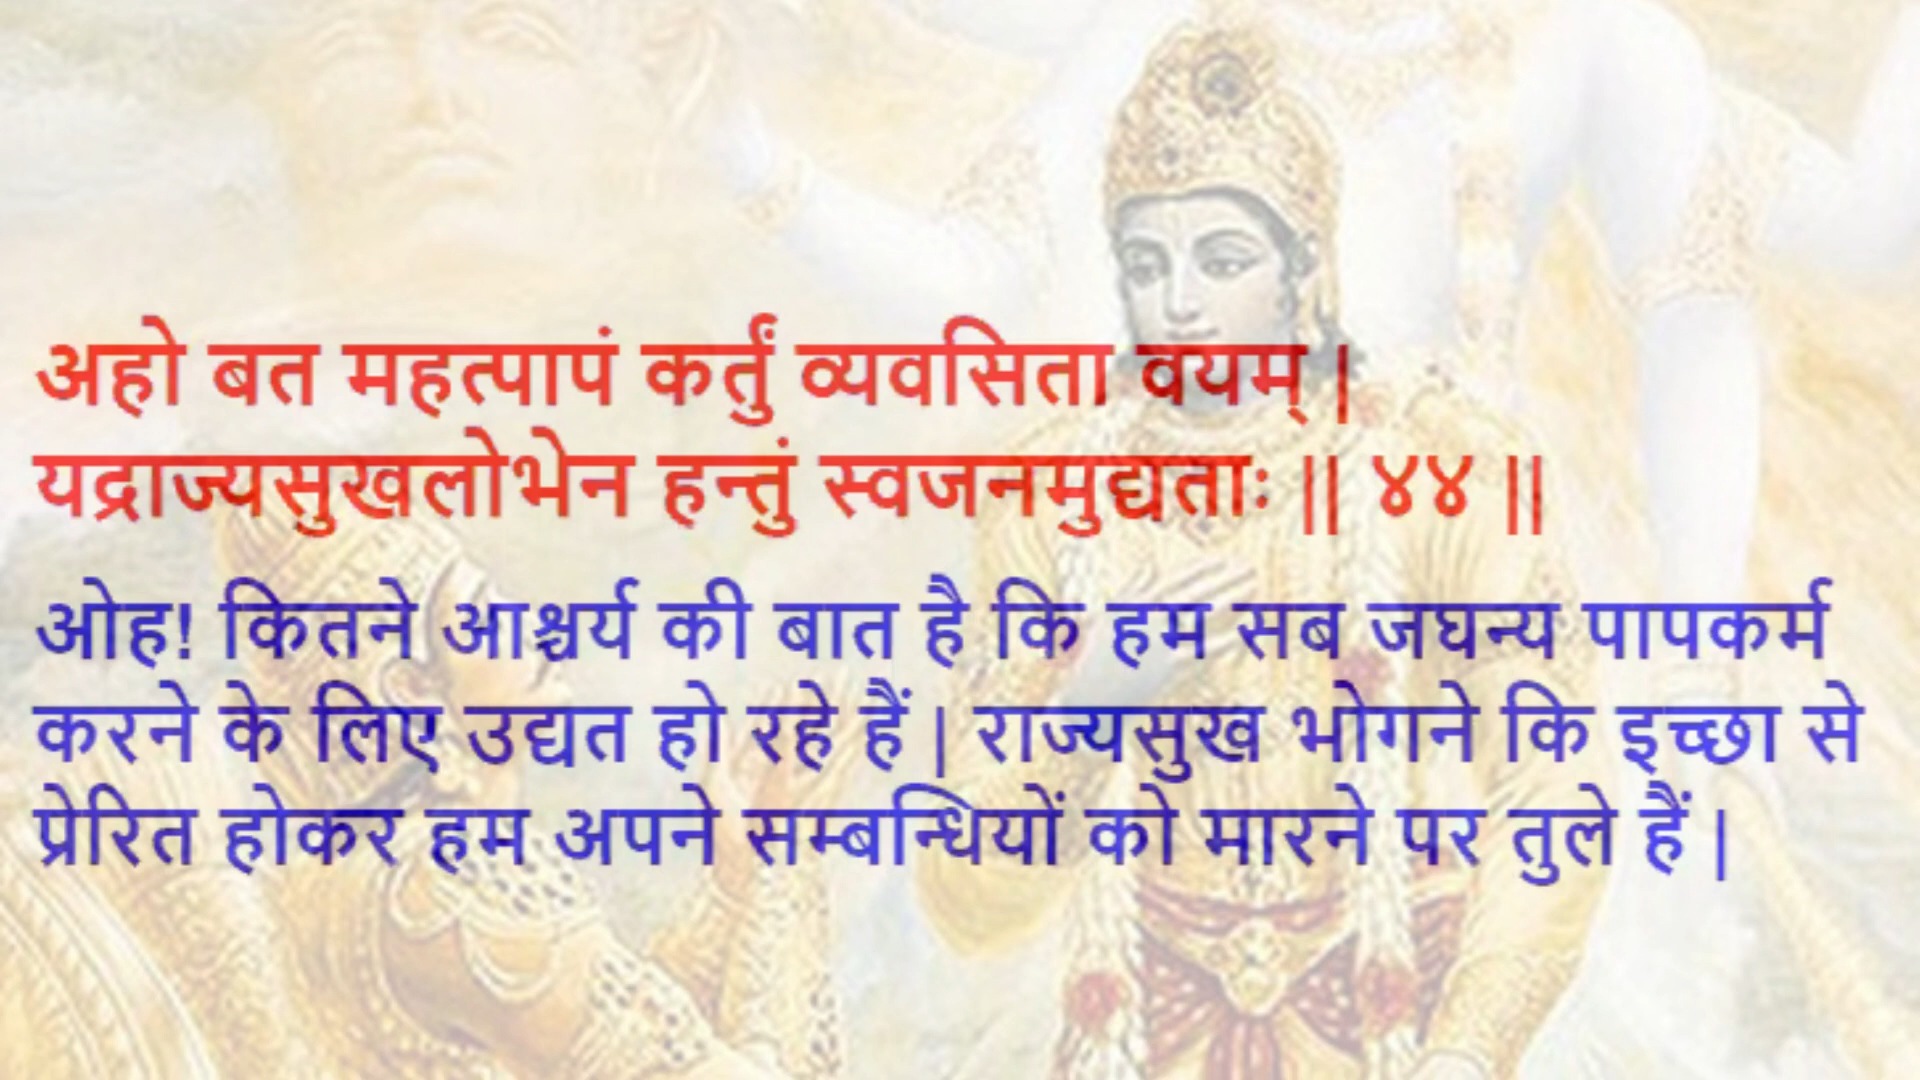 अहो बत महत्पापं कर्तुं व्यवसिता वयम् |
यद्राज्यसुखलोभेन हन्तुं स्वजनमुद्यताः || ४४ ||
ओह! कितने आश्चर्य की बात है कि हम सब जघन्य पापकर्म
करने के लिए उद्यत हो रहे हैं | राज्यसुख भोगने कि इच्छा से
प्रेरित होकर हम अपने सम्बन्धियों को मारने पर तुले हैं |